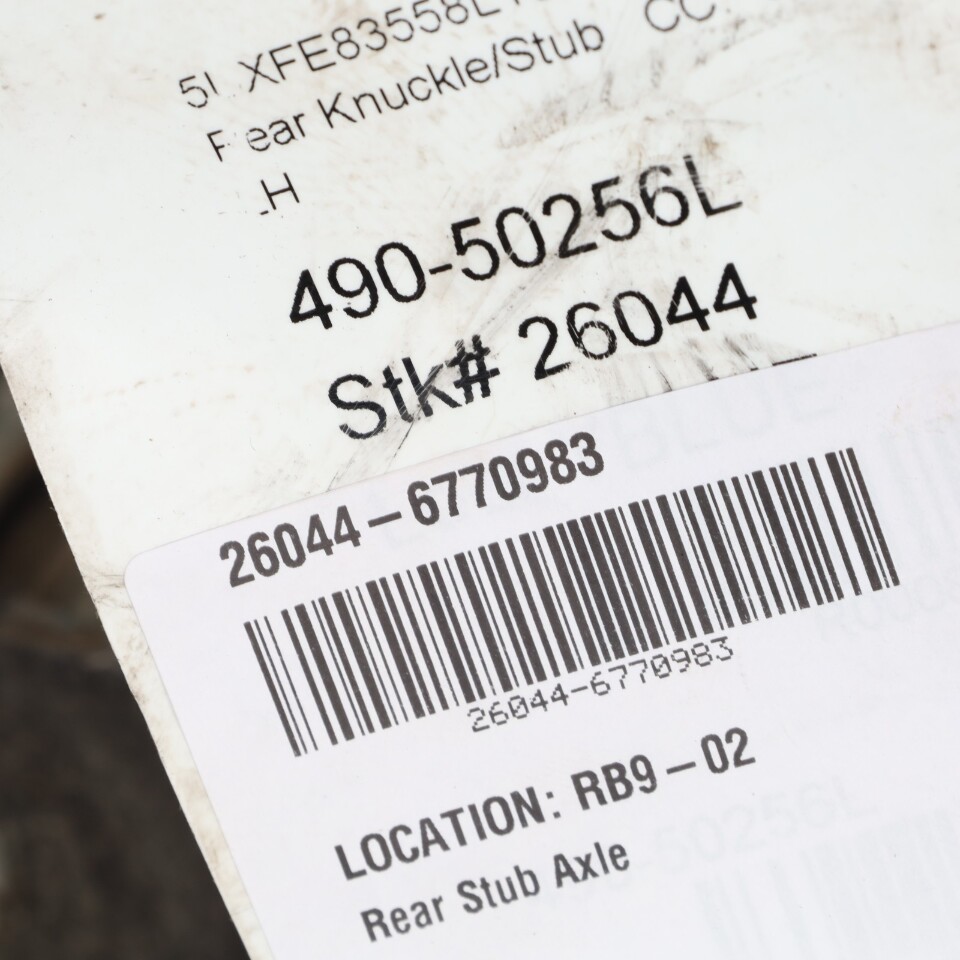 Rear Knuckle/Stub
490-50256L
Stk# 26044
26044-6770983
26044-6770983
LOCATION: RB9-02
Rear Stub Axle